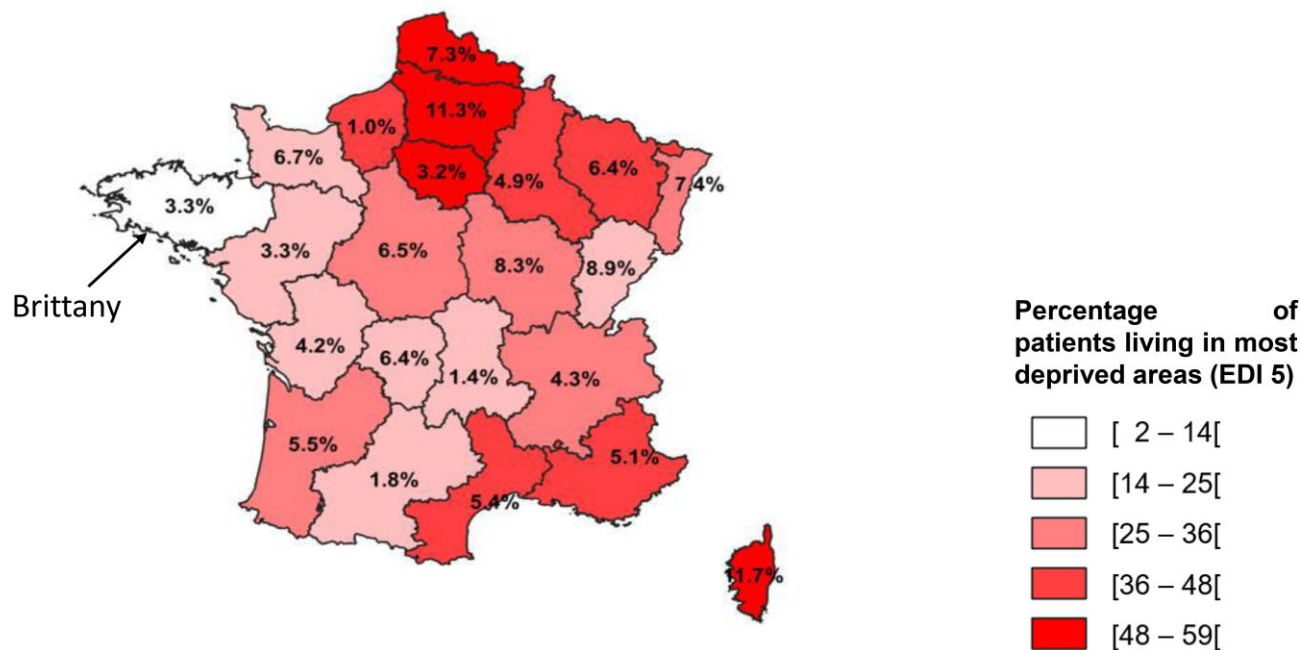 7.3%
11.3%
1.0%
6.7%
3.2%
4.9%
6.4%
7.4%
3.3%
3.3%
6.5%
8.3%
8.9%
Brittany
4.2%
6.4%
1.4%
4.3%
5.5%
1.8%
5.4%
5.1%
11.7%
Percentage of
patients living in most
deprived areas (EDI 5)
[ 2 – 14[
[14 – 25[
[25 – 36[
[36 – 48[
[48 – 59[